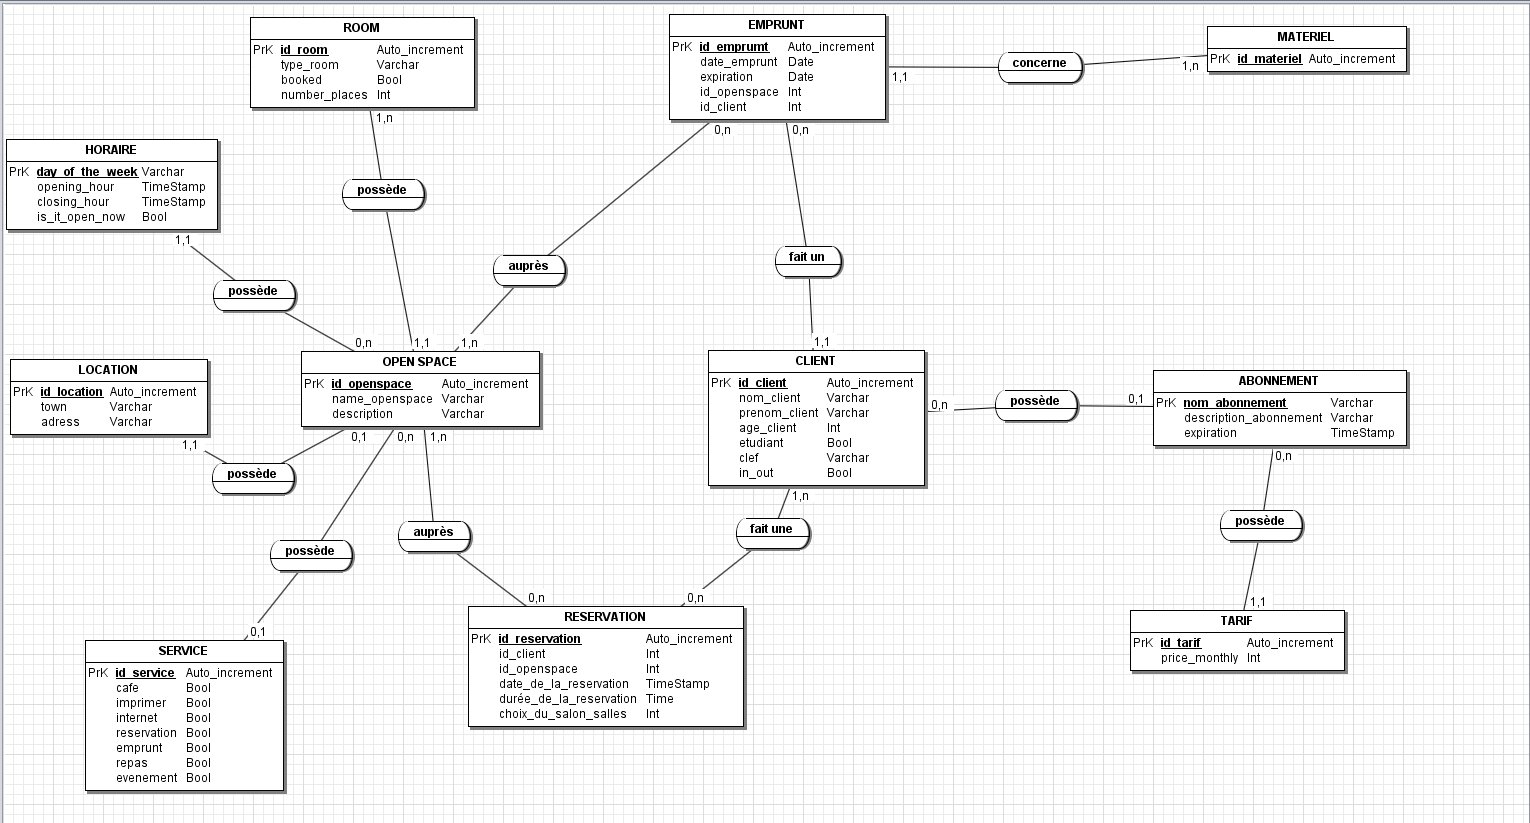 ROOM
PrK id_room Auto_increment
type_room Varchar
booked Bool
number_places Int
1,n
EMPRUNT
PrK id_emprumt Auto_increment
date_emprunt Date
expiration Date
id_openspace Int
id_client Int
1,1
0,n
0,n
concerne
1,n
MATERIEL
PrK id_materiel Auto_increment
HORAIRE
PrK day_of_the_week Varchar
opening_hour TimeStamp
closing_hour TimeStamp
is_it_open_now Bool
1,1
possède
possède
auprès
fait un
0,n
1,1
1,n
1,1
LOCATION
PrK id_location Auto_increment
town Varchar
adress Varchar
1,1
OPEN SPACE
PrK id_openspace Auto_increment
name_openspace Varchar
description Varchar
0,1
0,n
1,n
CLIENT
PrK id_client Auto_increment
nom_client Varchar
prenom_client Varchar
age_client Int
etudiant Bool
clef Varchar
in_out Bool
0,n
1,n
possède
0,1
ABONNEMENT
PrK nom_abonnement Varchar
description_abonnement Varchar
expiration TimeStamp
0,n
possède
possède
auprès
fait une
possède
0,1
0,n
0,n
1,1
SERVICE
PrK id_service Auto_increment
cafe Bool
imprimer Bool
internet Bool
reservation Bool
emprunt Bool
repas Bool
evenement Bool
RESERVATION
PrK id_reservation Auto_increment
id_client Int
id_openspace Int
date_de_la_reservation TimeStamp
durée_de_la_reservation Time
choix_du_salon_salles Int
TARIF
PrK id_tarif Auto_increment
price_monthly Int